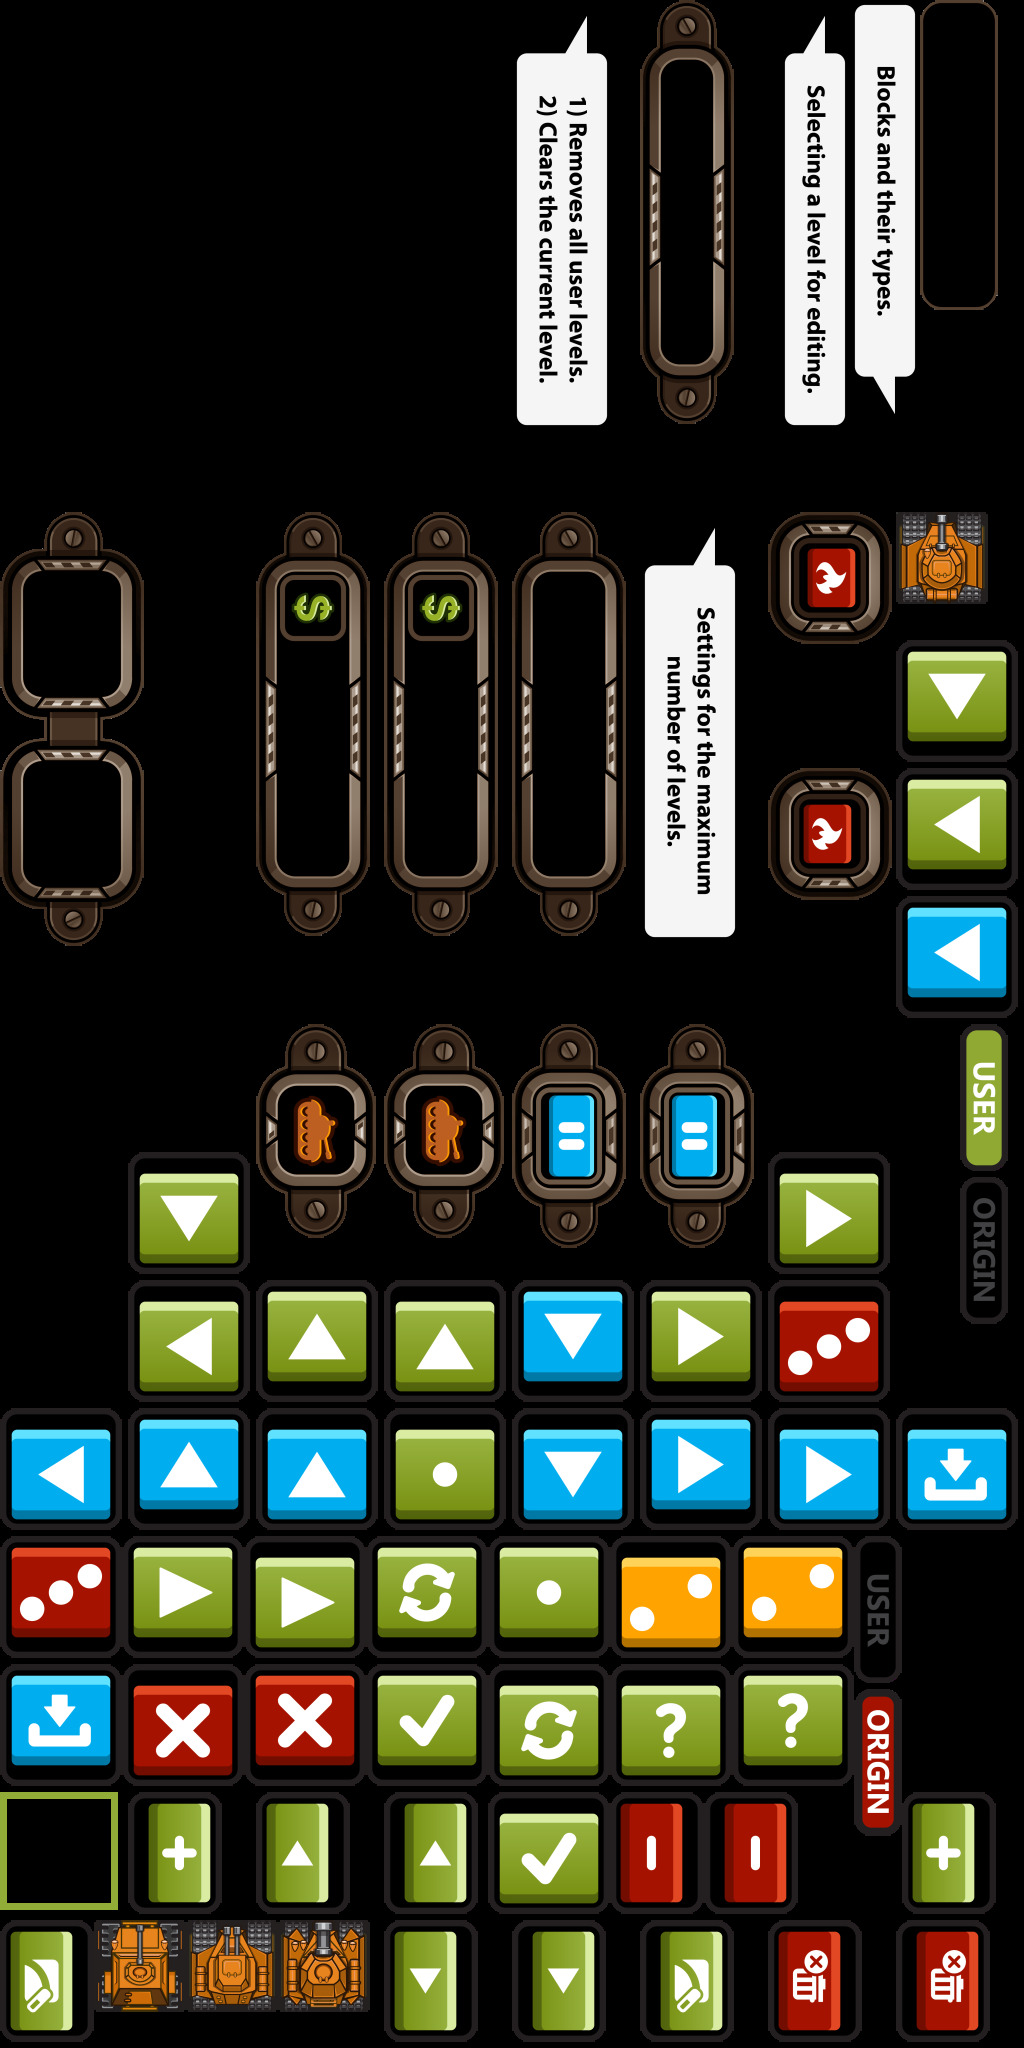 Blocks and their types.
Selecting a level for editing.
1) Removes all user levels.
2) Clears the current level.
Settings for the maximum
number of levels.
$
$
USER
ORIGIN
USER
ORIGIN
?
?